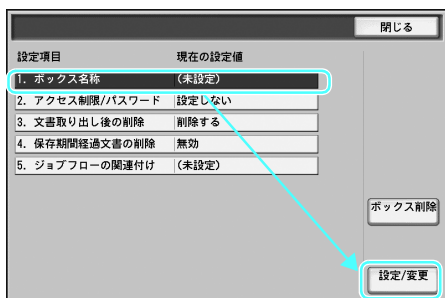 閉じる
設定項目 現在の設定値
1. ボックス名称 (未設定)
2. アクセス制限/パスワード 設定しない
3. 文書取り出し後の削除 削除する
4. 保存期間経過文書の削除 無効
5. ジョブフローの関連付け (未設定)
ボックス削除
設定/変更